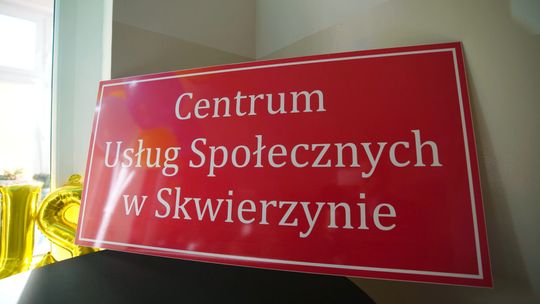 Centrum
Usług Społecznych
w Skwierzynie